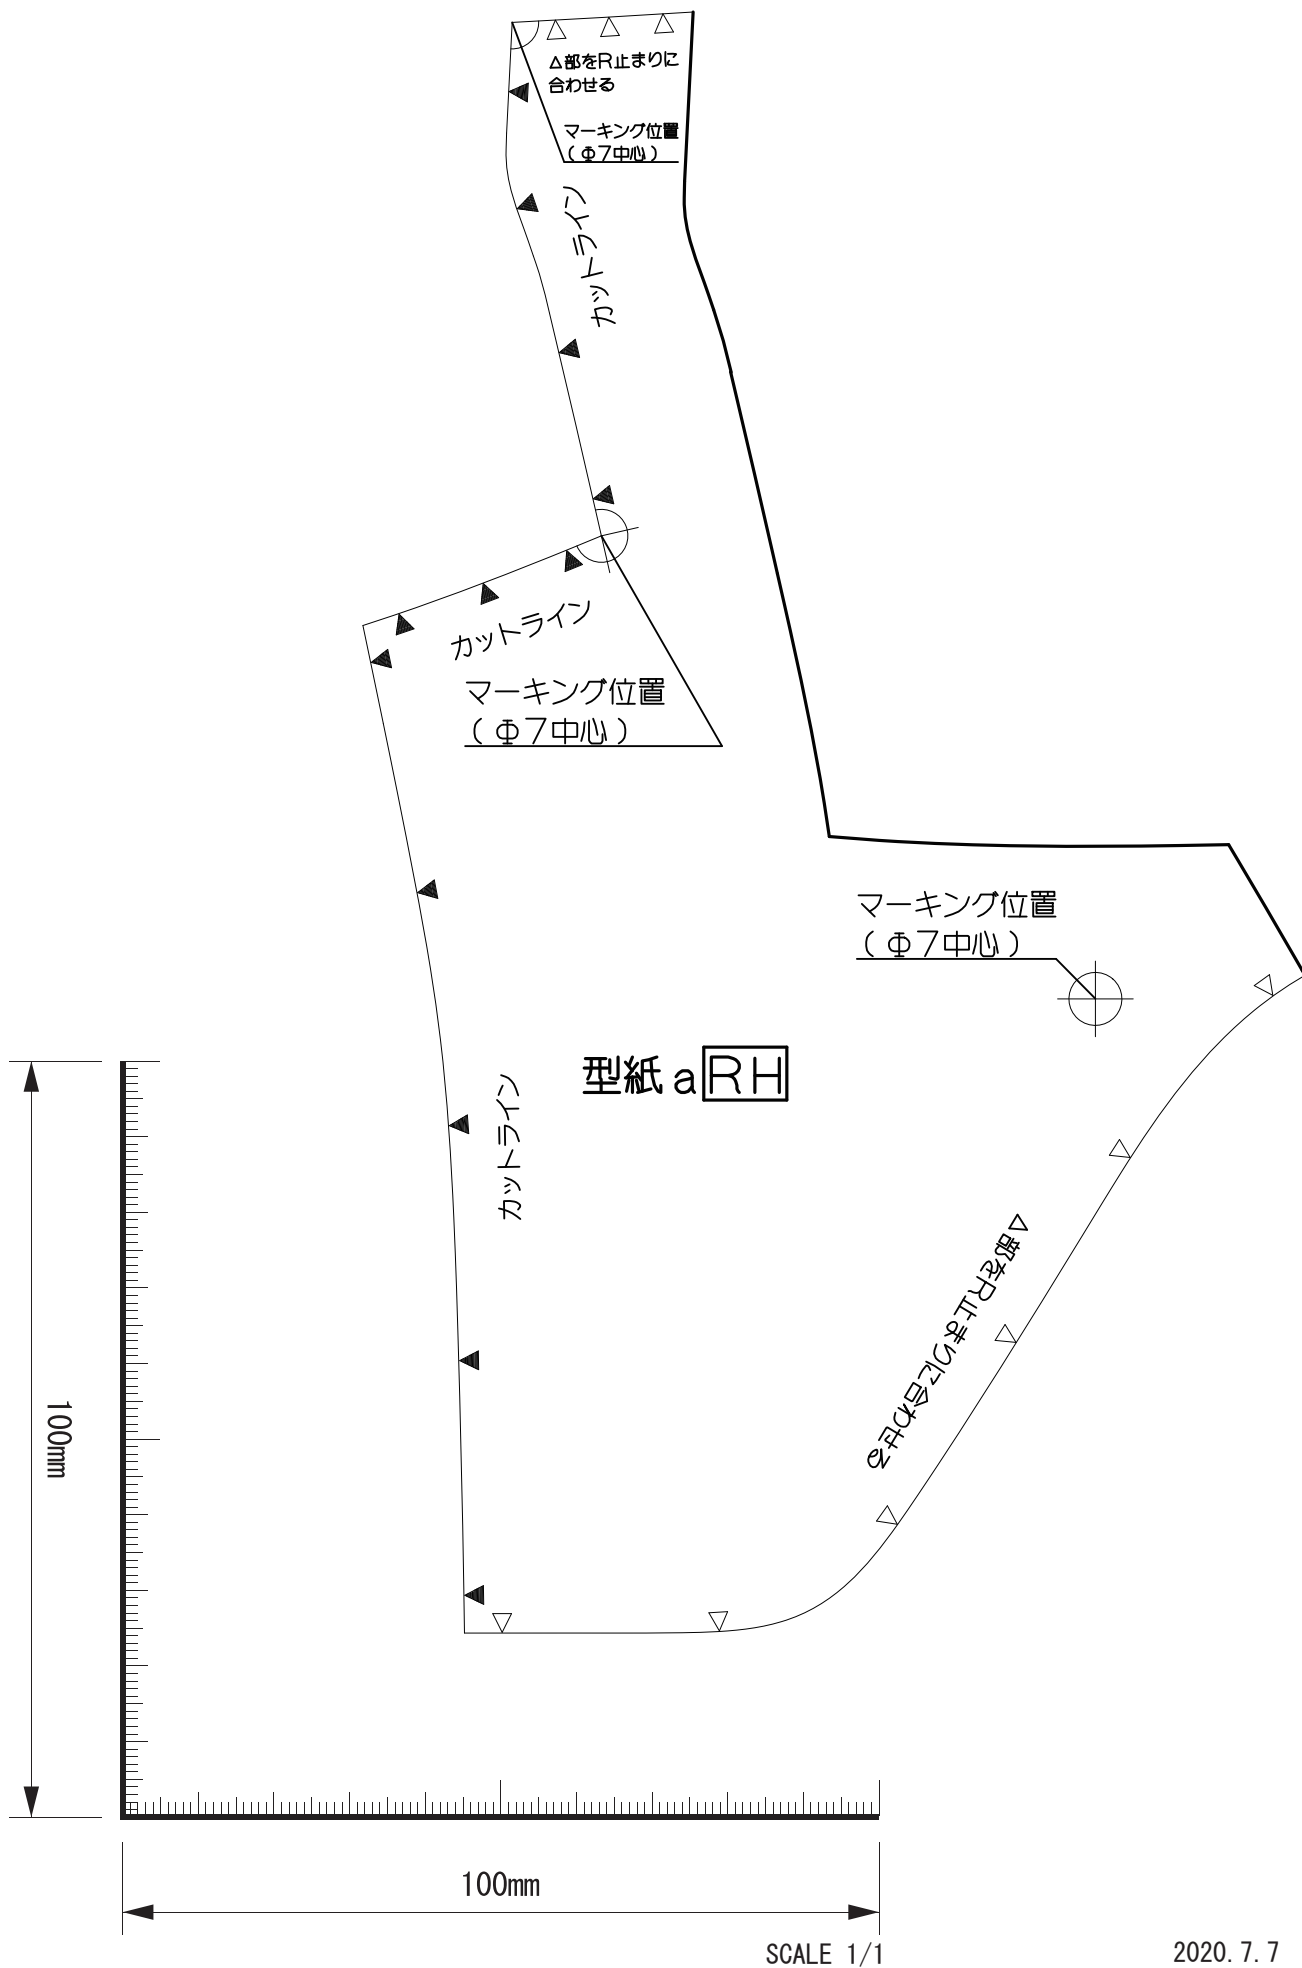 △部をR止まりに
合わせる
マーキング位置
(Φ7中心)
カットライン
カットライン
マーキング位置
(Φ7中心)
マーキング位置
(Φ7中心)
型紙a RH
カットライン
△部をR止まりに合わせる
100mm
100mm
SCALE 1/1
2020.7.7